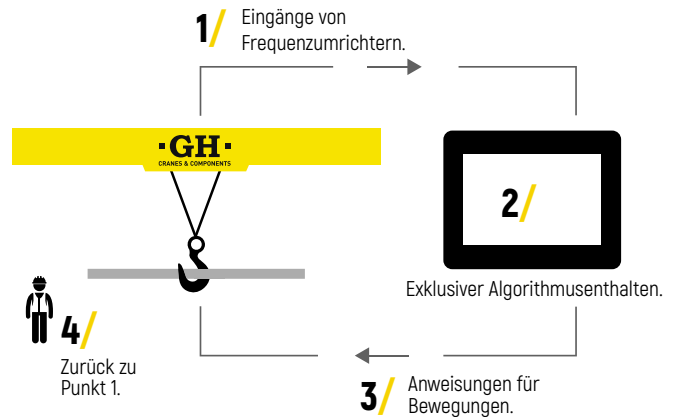 1/ Eingänge von
Frequenzumrichtern.
·GH·
CRANES & COMPONENTS
2/
Exklusiver Algorithmusenthalten.
4/
Zurück zu
Punkt 1.
3/ Anweisungen für
Bewegungen.